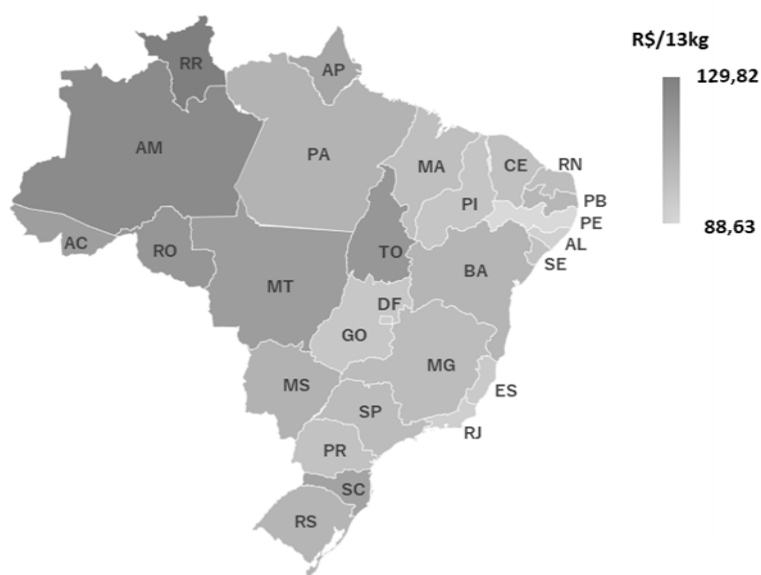 R$/13kg
129,82
88,63
RR
AP
AM
PA
MA
CE
RN
PB
PI
PE
AL
SE
AC
RO
TO
BA
MT
DF
GO
MG
MS
ES
SP
RJ
PR
SC
RS